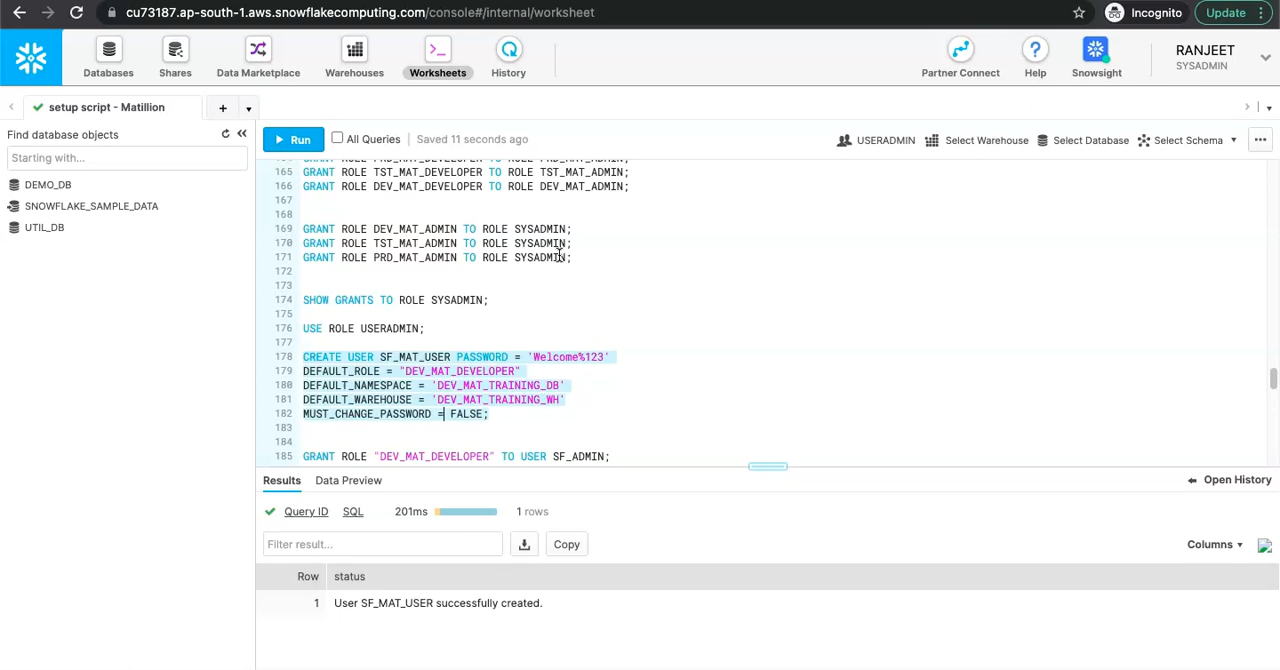 cu73187.ap-south-1.aws.snowflakecomputing.com/console#/internal/worksheet
Incognito
Update
Databases
Shares
Data Marketplace
Warehouses
Worksheets
History
Partner Connect
Help
Snowsight
RANJEET
SYSADMIN
setup script - Matillion
Find database objects
Starting with...
DEMO_DB
SNOWFLAKE_SAMPLE_DATA
UTIL_DB
Run
All Queries
Saved 11 seconds ago
USERADMIN
Select Warehouse
Select Database
Select Schema
164 GRANT ROLE PRD_MAT_DEVELOPER TO ROLE PRD_MAT_ADMIN;
165 GRANT ROLE TST_MAT_DEVELOPER TO ROLE TST_MAT_ADMIN;
166 GRANT ROLE DEV_MAT_DEVELOPER TO ROLE DEV_MAT_ADMIN;
167
168
169 GRANT ROLE DEV_MAT_ADMIN TO ROLE SYSADMIN;
170 GRANT ROLE TST_MAT_ADMIN TO ROLE SYSADMIN;
171 GRANT ROLE PRD_MAT_ADMIN TO ROLE SYSADMIN;
172
173
174 SHOW GRANTS TO ROLE SYSADMIN;
175
176 USE ROLE USERADMIN;
177
178 CREATE USER SF_MAT_USER PASSWORD = 'Welcome%123'
179 DEFAULT_ROLE = "DEV_MAT_DEVELOPER"
180 DEFAULT_NAMESPACE = 'DEV_MAT_TRAINING_DB'
181 DEFAULT_WAREHOUSE = 'DEV_MAT_TRAINING_WH'
182 MUST_CHANGE_PASSWORD = FALSE;
183
184
185 GRANT ROLE "DEV_MAT_DEVELOPER" TO USER SF_ADMIN;
Results
Data Preview
Open History
Query ID
SQL
201ms
1 rows
Filter result...
Copy
Columns
Row
status
1
User SF_MAT_USER successfully created.